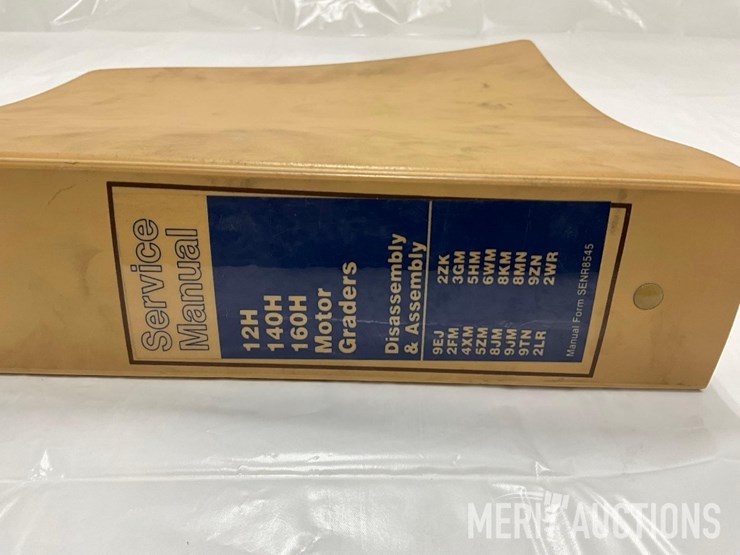 Service
Manual
12H
140H
160H
Motor
Graders
Disassembly
& Assembly
9EJ 2ZK
2FM 3GM
4XM 5HM
5ZM 6WM
8JM 8KM
9JM 8MN
9TN 9ZN
2LR 2WR
Manual Form SENR8545
MERIT AUCTIONS